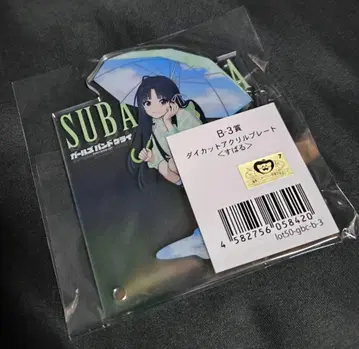 SUBA
A
ガールズバンドクライ
B-3賞
ダイカットアクリルプレート
<すばる>
4 582756 058420
lot50-gbc-b-3